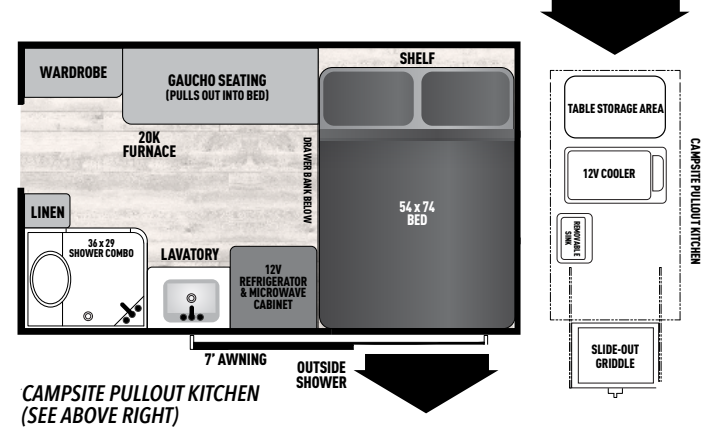 SHELF
WARDROBE
GAUCHO SEATING
(PULLS OUT INTO BED)
20K
FURNACE
DRAWER BANK BELOW
54 x 74
BED
LINEN
36 x 29
SHOWER COMBO
LAVATORY
12V
REFRIGERATOR
& MICROWAVE
CABINET
7' AWNING
OUTSIDE
SHOWER
CAMPSITE PULLOUT KITCHEN
(SEE ABOVE RIGHT)
TABLE STORAGE AREA
12V COOLER
REMOVABLE
SINK
CAMPSITE PULLOUT KITCHEN
SLIDE-OUT
GRIDDLE